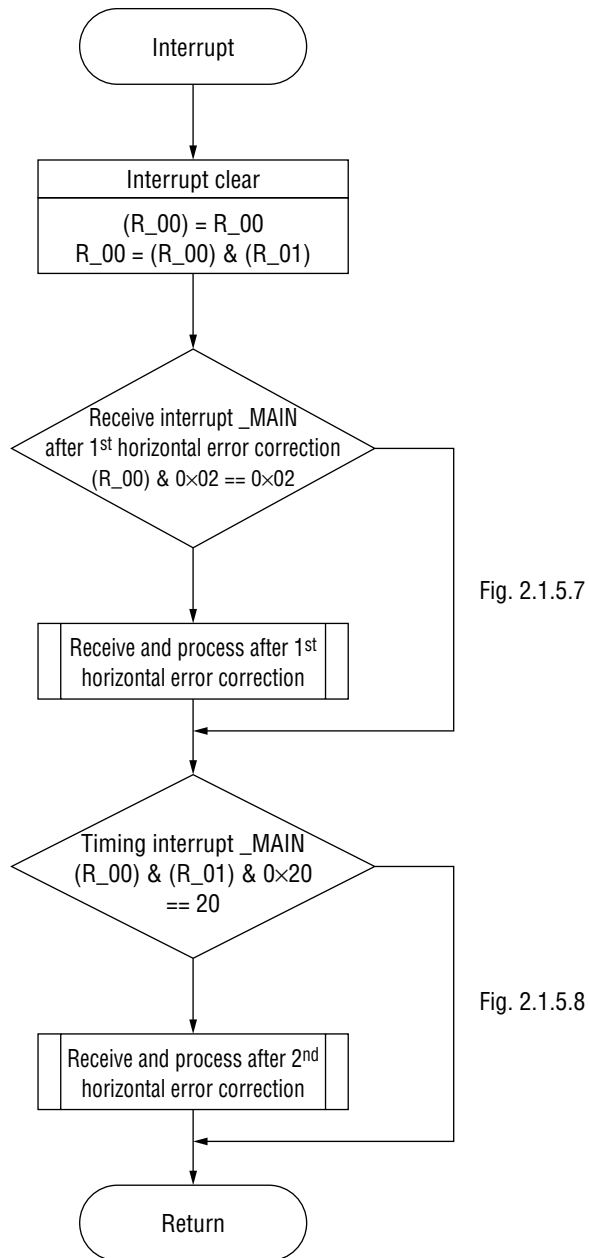 Interrupt
Interrupt clear
(R_00) = R_00
R_00 = (R_00) & (R_01)
Receive interrupt _MAIN
after 1st horizontal error correction
(R_00) & 0×02 == 0×02
Fig. 2.1.5.7
Receive and process after 1st
horizontal error correction
Timing interrupt _MAIN
(R_00) & (R_01) & 0×20
== 20
Fig. 2.1.5.8
Receive and process after 2nd
horizontal error correction
Return